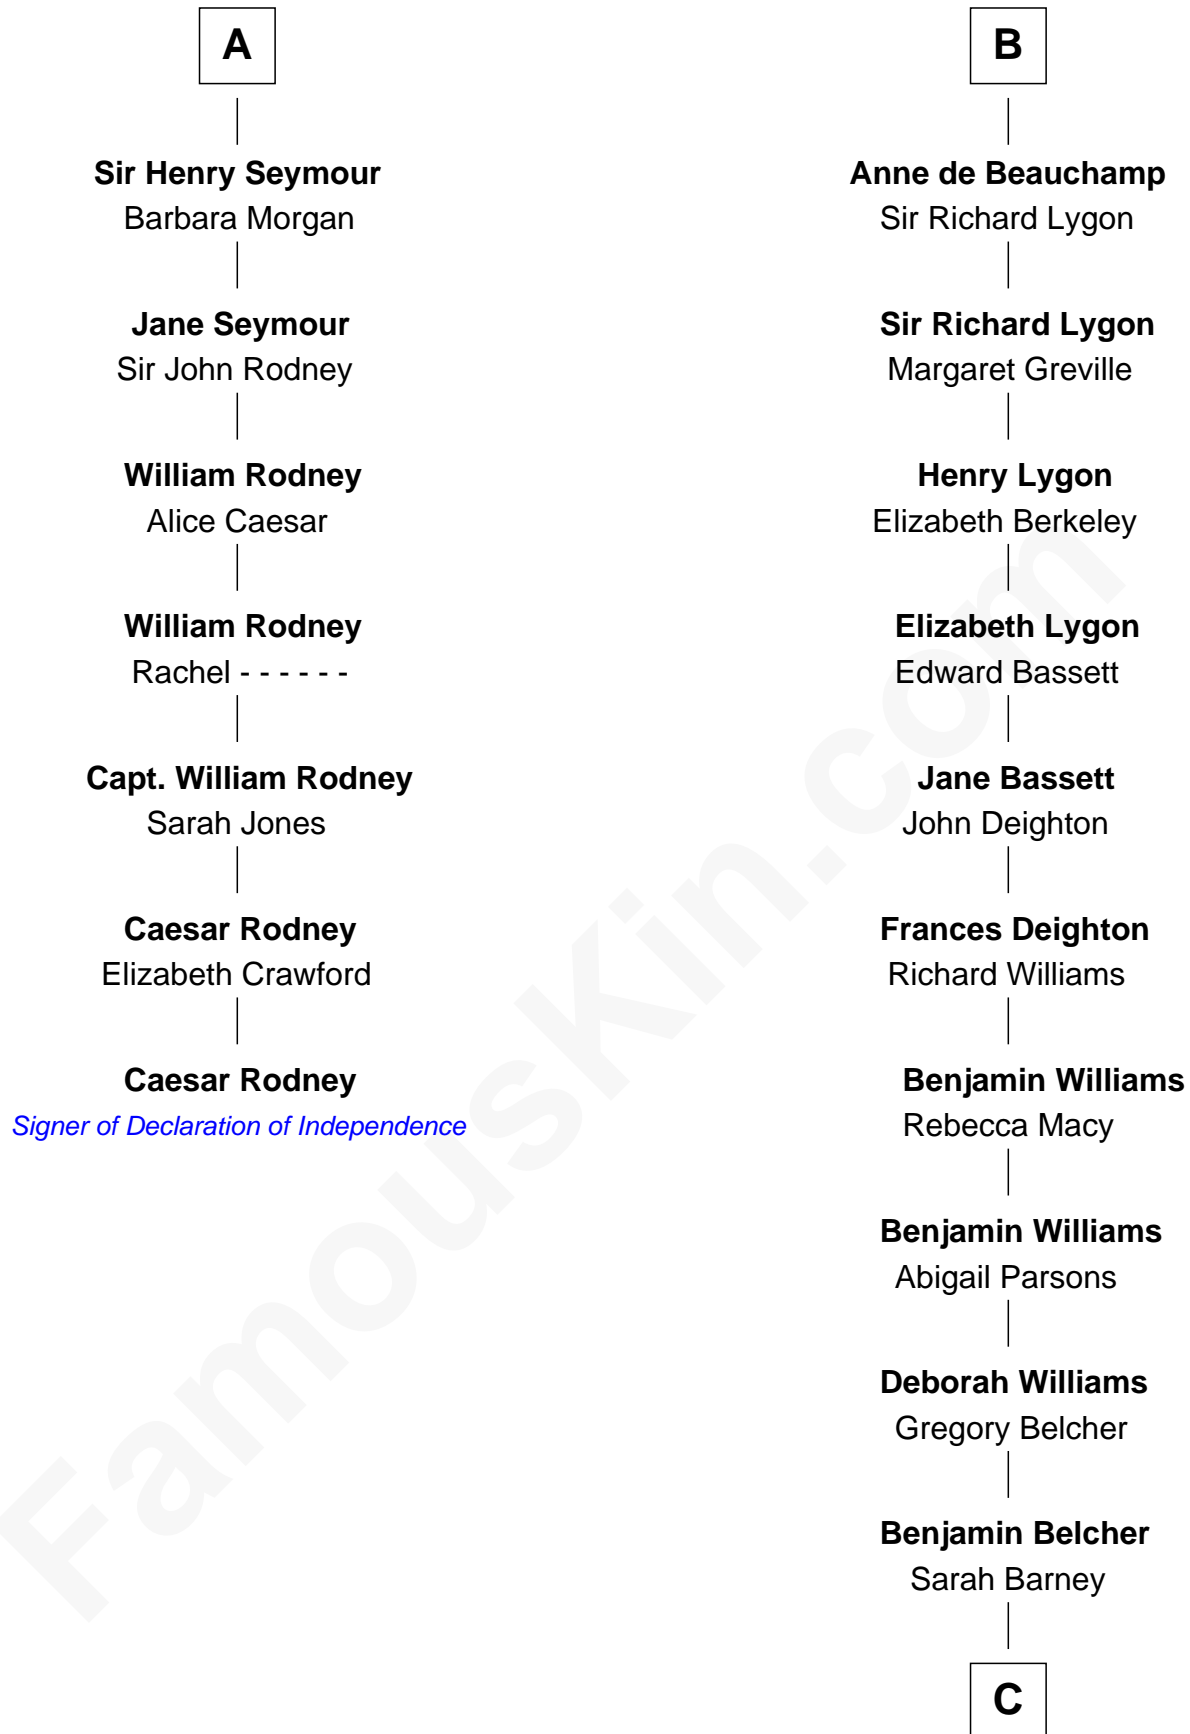 A
Sir Henry Seymour
Barbara Morgan
Jane Seymour
Sir John Rodney
William Rodney
Alice Caesar
William Rodney
Rachel - - - - - -
Capt. William Rodney
Sarah Jones
Caesar Rodney
Elizabeth Crawford
Caesar Rodney
Signer of Declaration of Independence
B
Anne de Beauchamp
Sir Richard Lygon
Sir Richard Lygon
Margaret Greville
Henry Lygon
Elizabeth Berkeley
Elizabeth Lygon
Edward Bassett
Jane Bassett
John Deighton
Frances Deighton
Richard Williams
Benjamin Williams
Rebecca Macy
Benjamin Williams
Abigail Parsons
Deborah Williams
Gregory Belcher
Benjamin Belcher
Sarah Barney
C
FamousKin.com